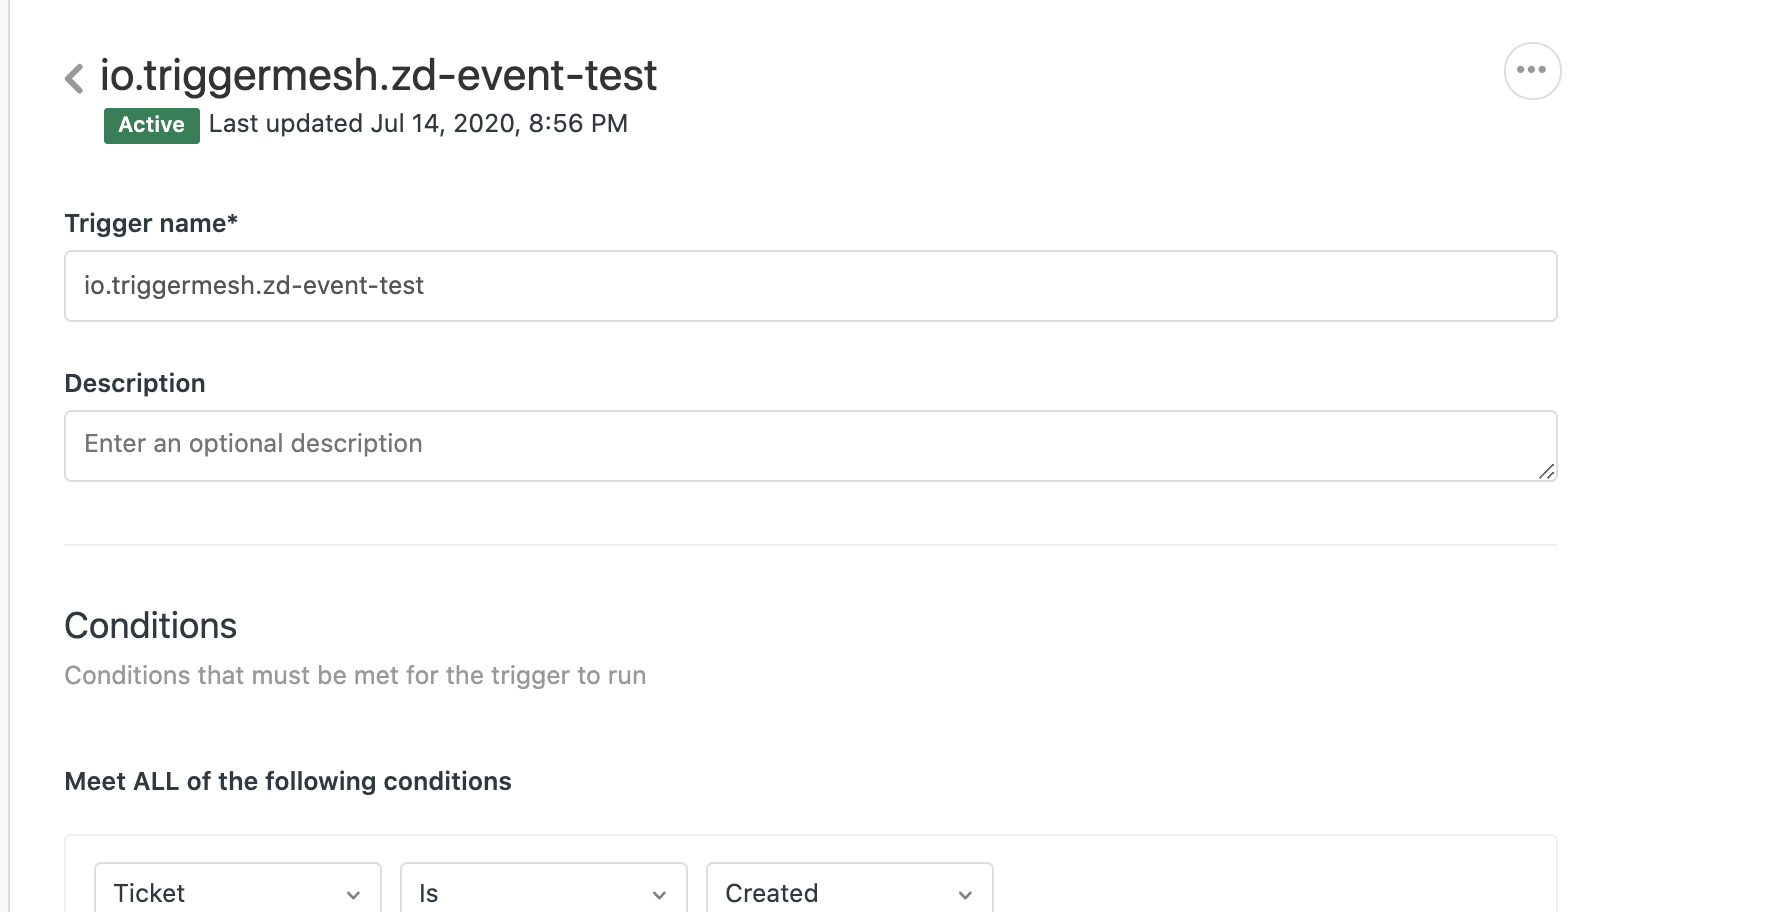 io.triggermesh.zd-event-test
Active Last updated Jul 14, 2020, 8:56 PM
Trigger name*
io.triggermesh.zd-event-test
Description
Enter an optional description
Conditions
Conditions that must be met for the trigger to run
Meet ALL of the following conditions
Ticket Is Created